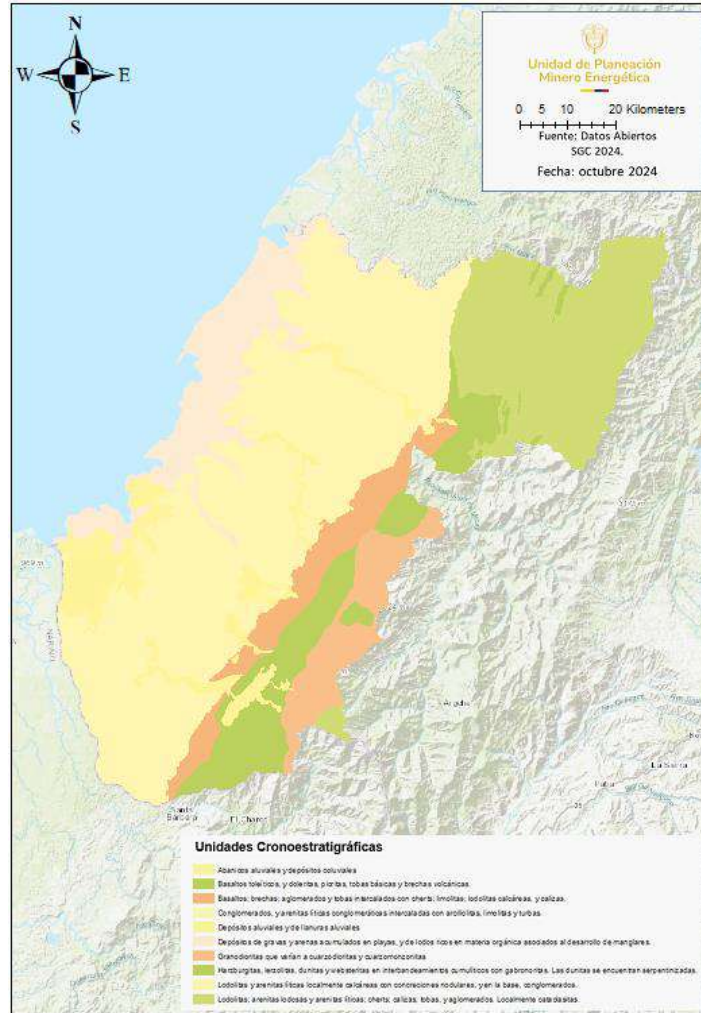 N
W E
S
Unidad de Planeación
Minero Energética
0 5 10 20 Kilometers
Fuente: Datos Abiertos
SGC 2024.
Fecha: octubre 2024
Argelia
La Sierra
Patía
Santa
Bárbara
El Charco
Unidades Cronoestratigráficas
Abanicos aluviales y depósitos coluviales
Basaltos toleíticos, y doleritas, picritas, tobas básicas y brechas volcánicas.
Basaltos; brechas; aglomerados y tobas intercalados con cherts; limolitas; lodolitas calcáreas, y calizas.
Conglomerados, y arenitas líticas conglomeráticas intercaladas con arcillolitas, limolitas y turbas.
Depósitos aluviales y de llanuras aluviales
Depósitos de gravas y arenas acumulados en playas, y de lodos ricos en materia orgánica asociados al desarrollo de manglares.
Granodioritas que varían a cuarzodioritas y cuarzomonzonitas
Harzburgitas, lerzolitas, dunitas y websteritas en interbandeamientos cumulíticos con gabronoritas. Las dunitas se encuentran serpentinizadas.
Lodolitas y arenitas líticas localmente calcáreas con concreciones nodulares, y en la base, conglomerados.
Lodolitas; arenitas lodosas y arenitas líticas; cherts; calizas, tobas, y aglomerados. Localmente cataclasitas.